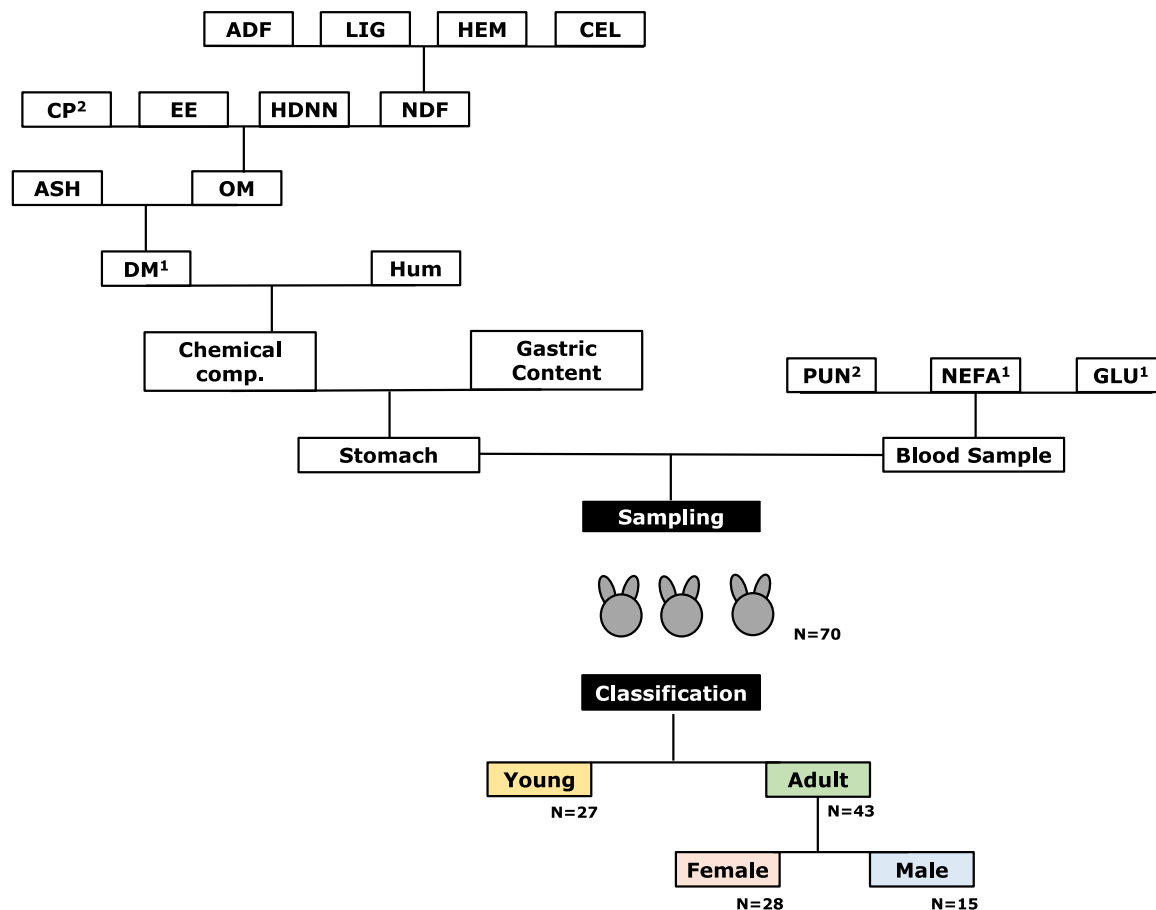 ADF LIG HEM CEL
CP² EE HDNN NDF
ASH OM
DM¹ Hum
Chemical
comp.
Gastric
Content
PUN² NEFA¹ GLU¹
Stomach Blood Sample
Sampling
N=70
Classification
Young Adult
N=27 N=43
Female Male
N=28 N=15